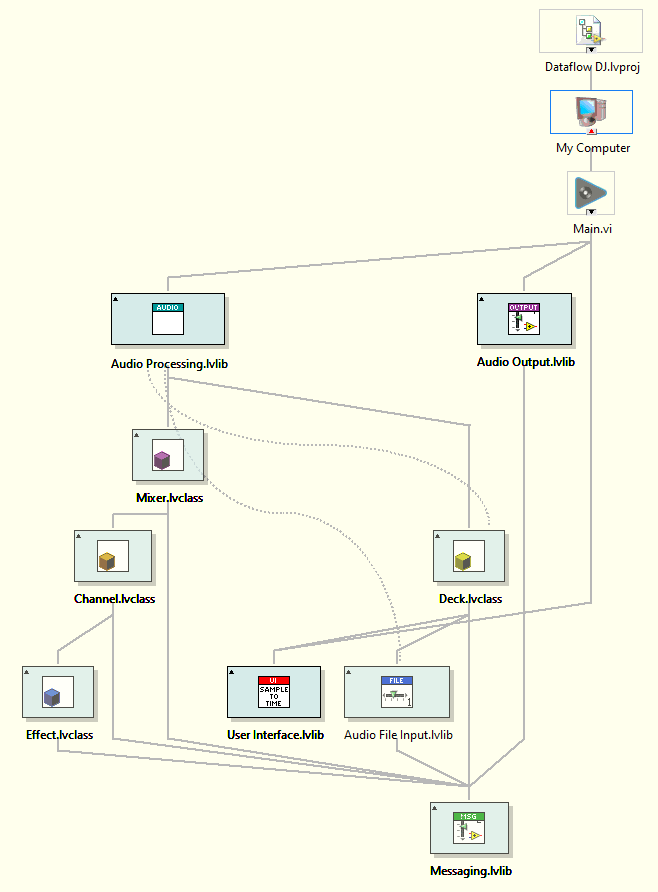 Dataflow DJ.lvproj
My Computer
Main.vi
AUDIO
Audio Processing.lvlib
OUTPUT
Audio Output.lvlib
Mixer.lvclass
Channel.lvclass
Deck.lvclass
Effect.lvclass
UI
SAMPLE
TO
TIME
User Interface.lvlib
FILE
1
Audio File Input.lvlib
MSG
Messaging.lvlib